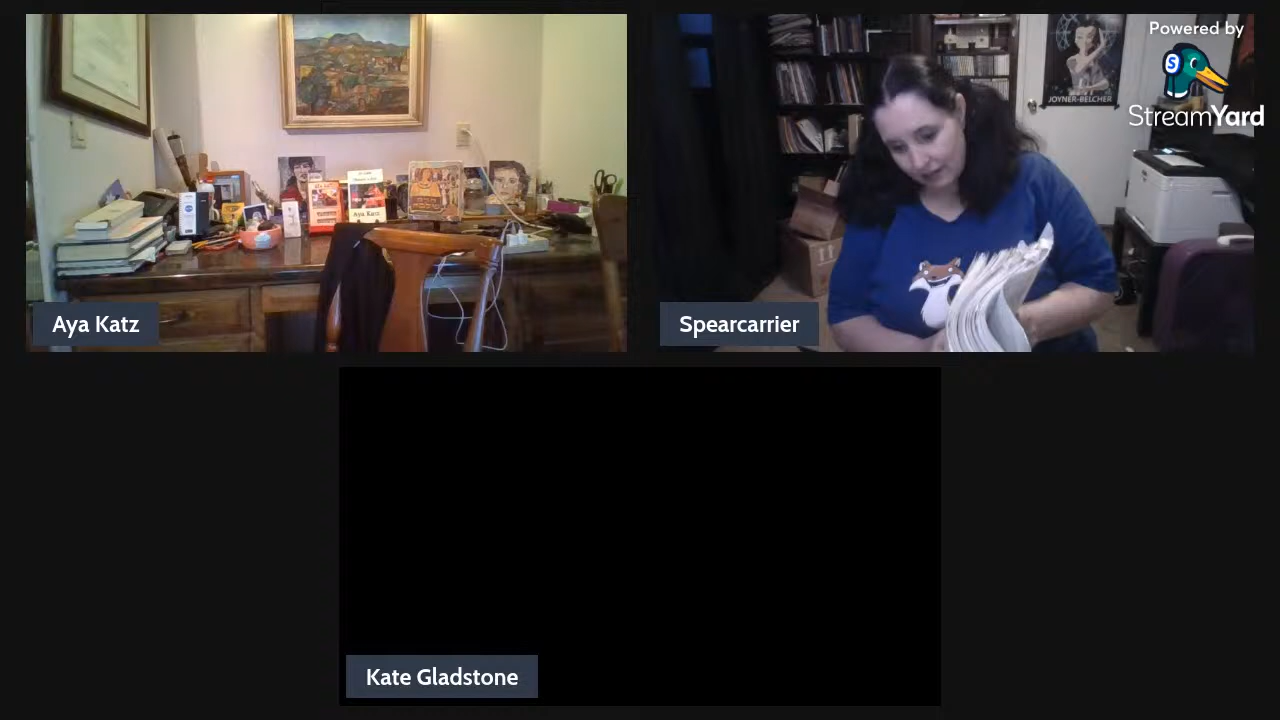 Powered by
StreamYard
S
JOYNER-BELCHER
Aya Katz
Aya Katz
Spearcarrier
Kate Gladstone